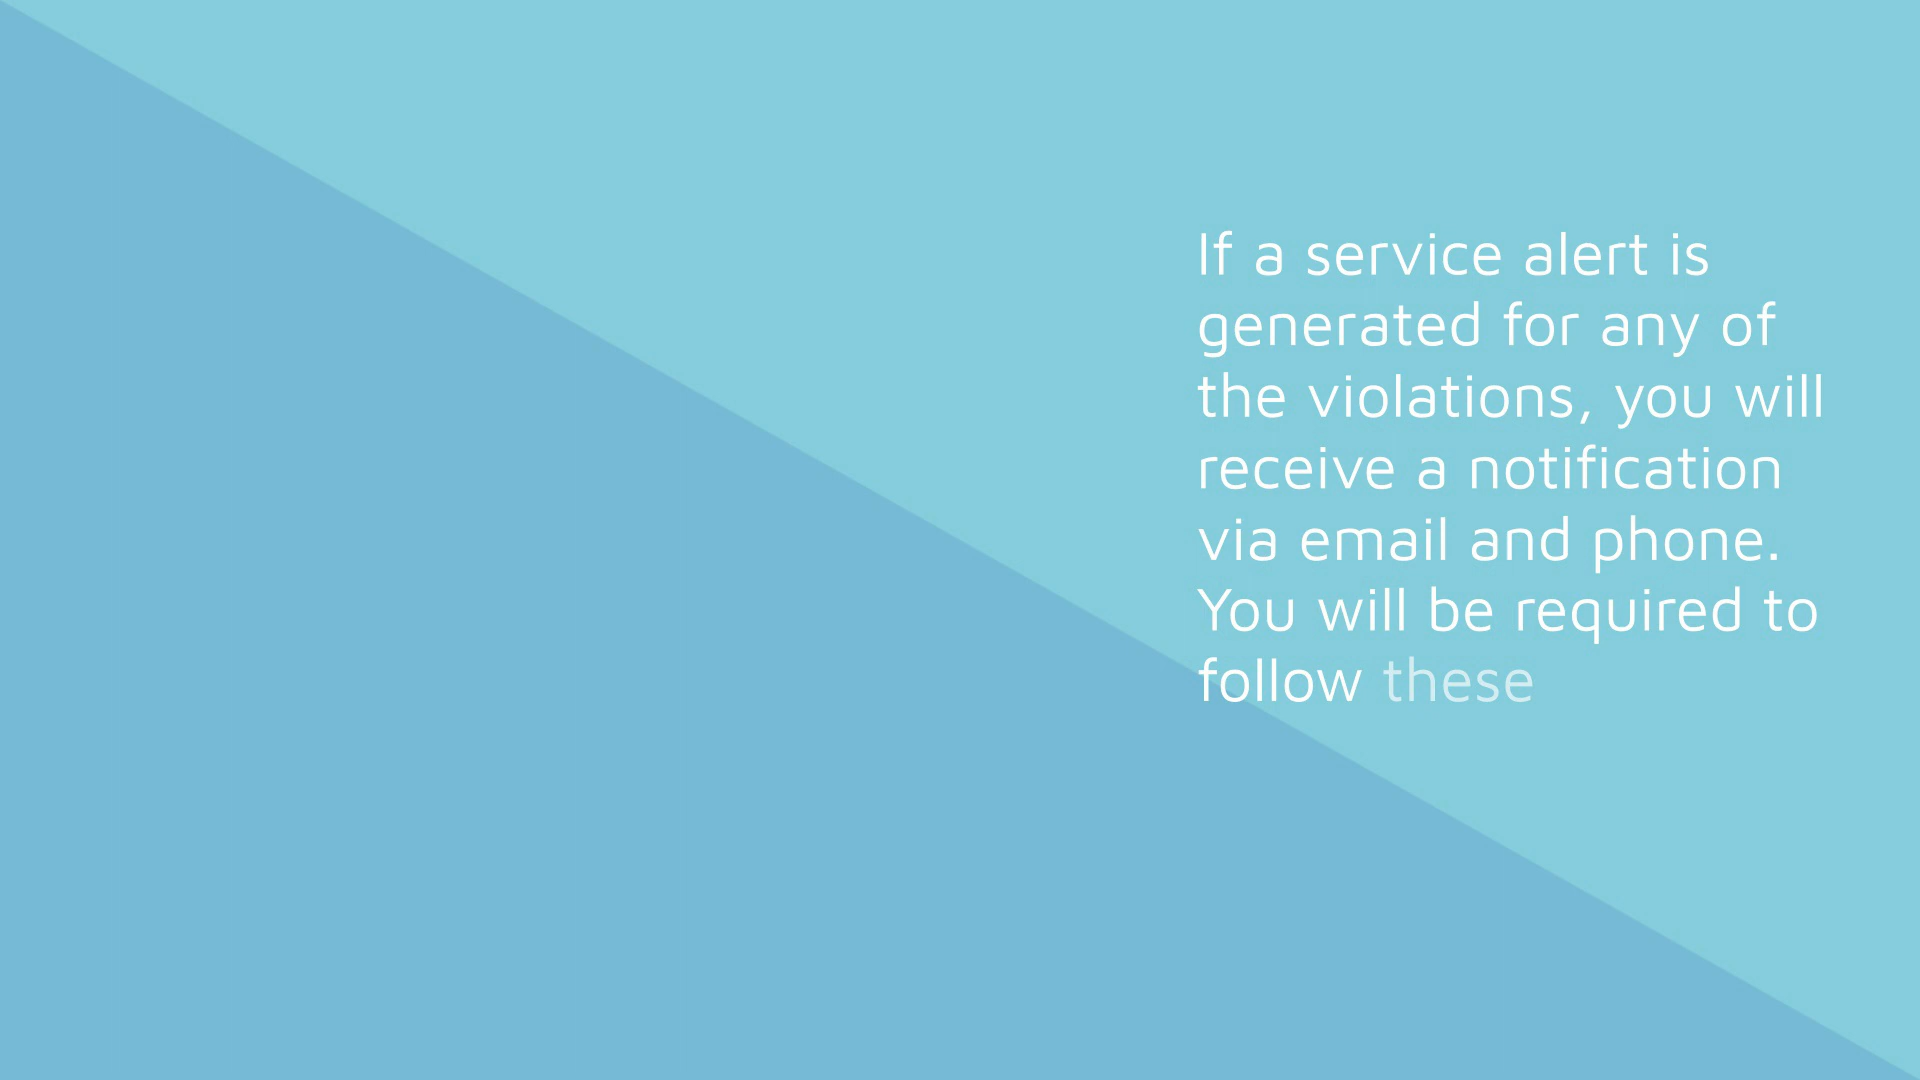 If a service alert is
generated for any of
the violations, you will
receive a notification
via email and phone.
You will be required to
follow these